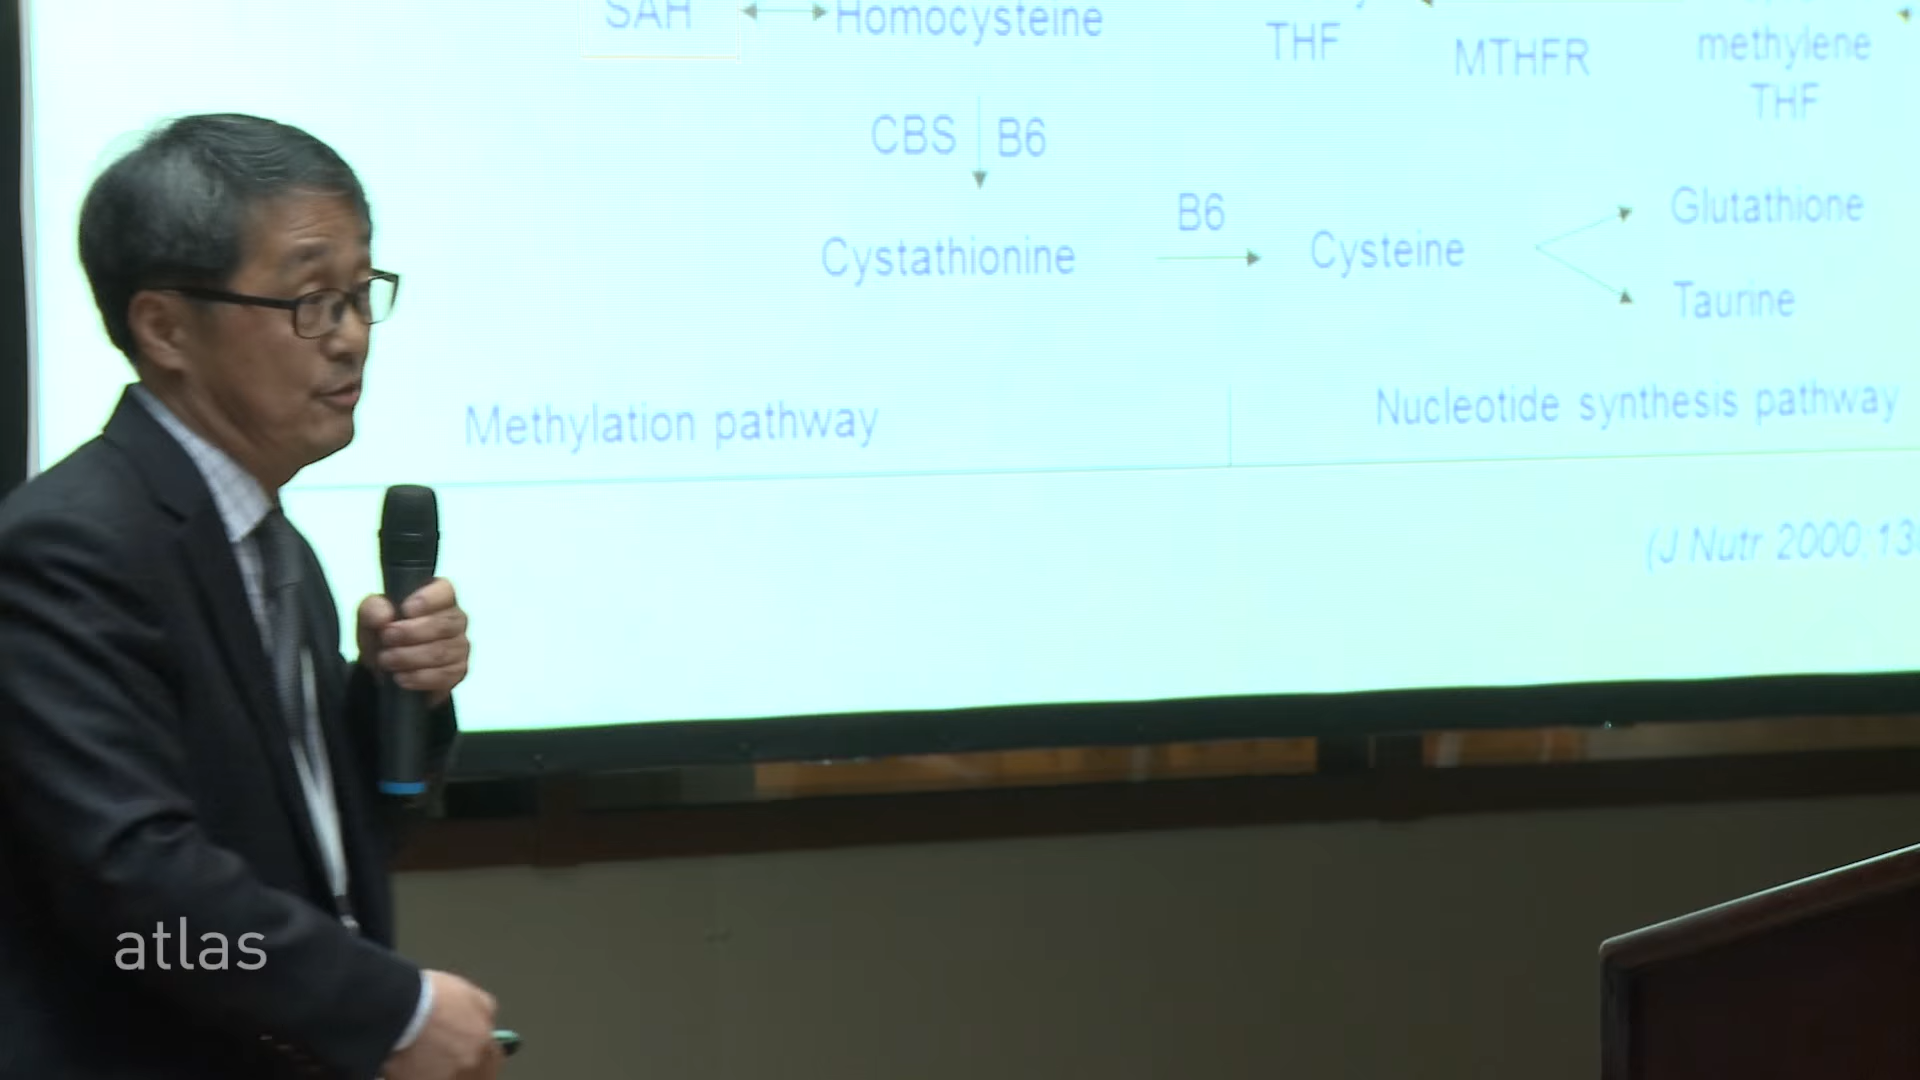 SAH
Homocysteine
THF
MTHFR
methylene
THF
CBS
B6
Cystathionine
B6
Cysteine
Glutathione
Taurine
Methylation pathway
Nucleotide synthesis pathway
(J Nutr 2000;13
atlas